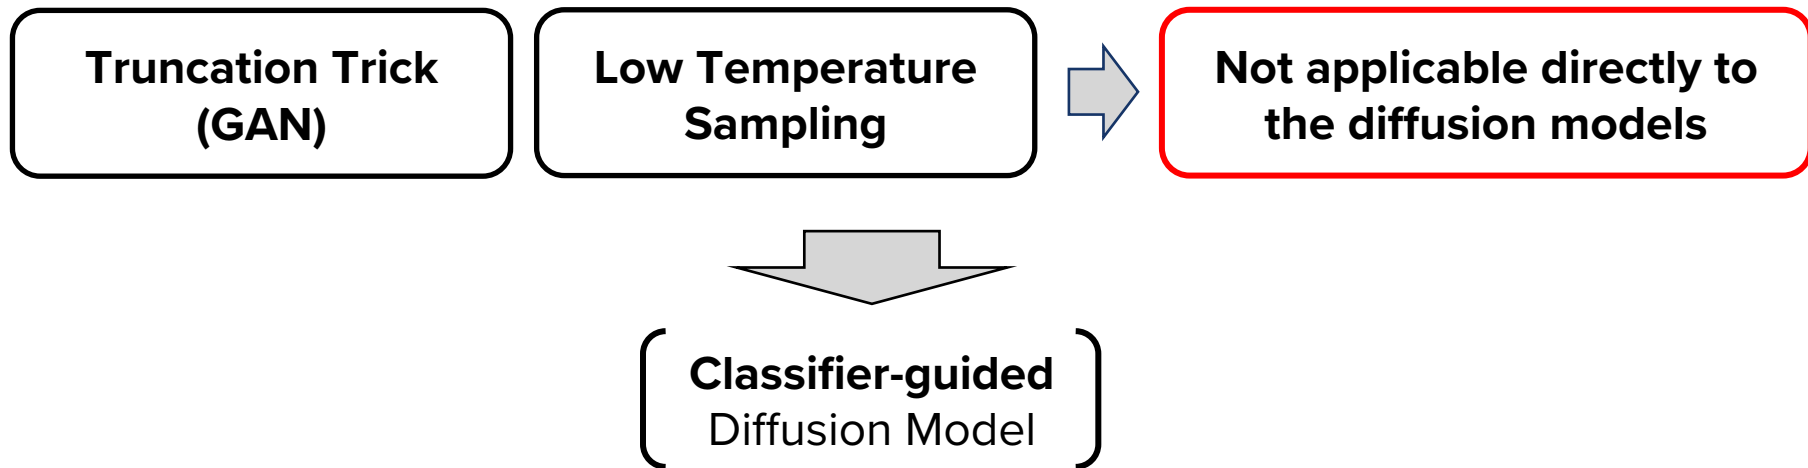 Truncation Trick
(GAN)
Low Temperature
Sampling
Not applicable directly to
the diffusion models
Classifier-guided
Diffusion Model